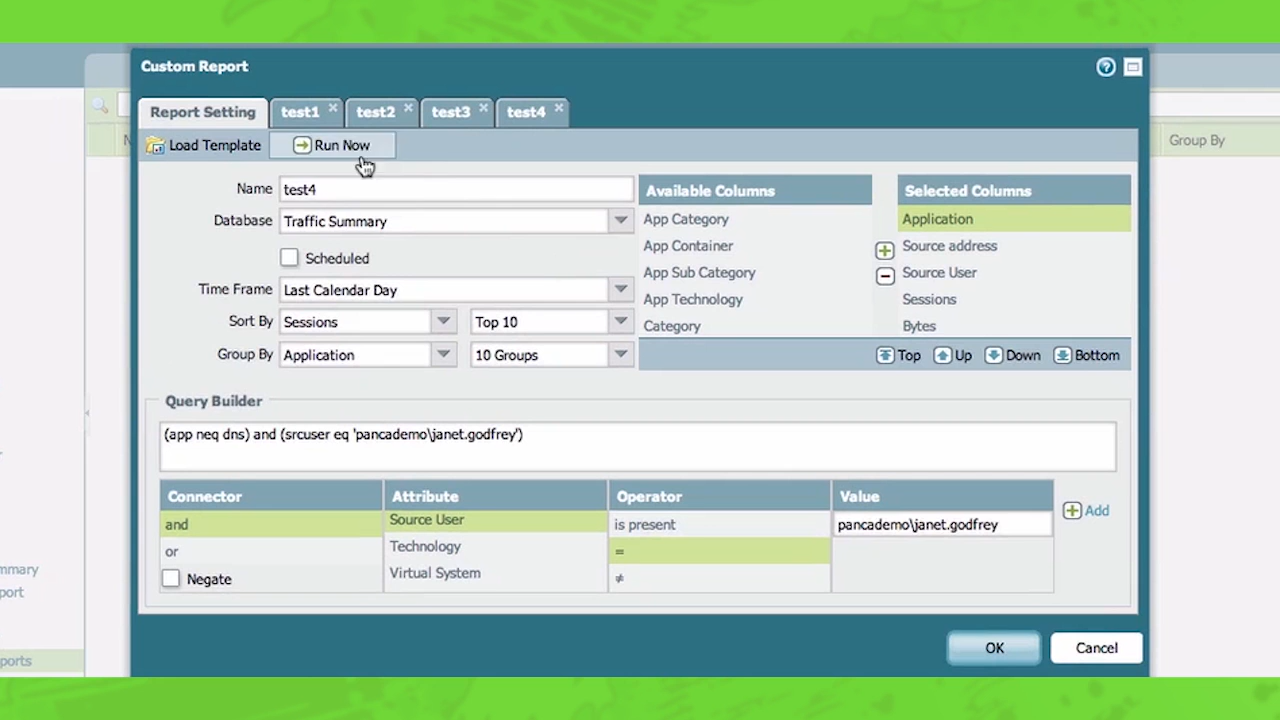 Custom Report
Report Setting test1 test2 test3 test4
Load Template Run Now
Group By
Name test4
Database Traffic Summary
Scheduled
Time Frame Last Calendar Day
Sort By Sessions Top 10
Group By Application 10 Groups
Available Columns
App Category
App Container
App Sub Category
App Technology
Category
Selected Columns
Application
Source address
Source User
Sessions
Bytes
Top Up Down Bottom
Query Builder
(app neq dns) and (srcuser eq 'pancademo\janet.godfrey')
Connector Attribute Operator Value
and Source User is present pancademo\janet.godfrey Add
or Technology =
Negate Virtual System ≠
mmary
port
ports
OK Cancel